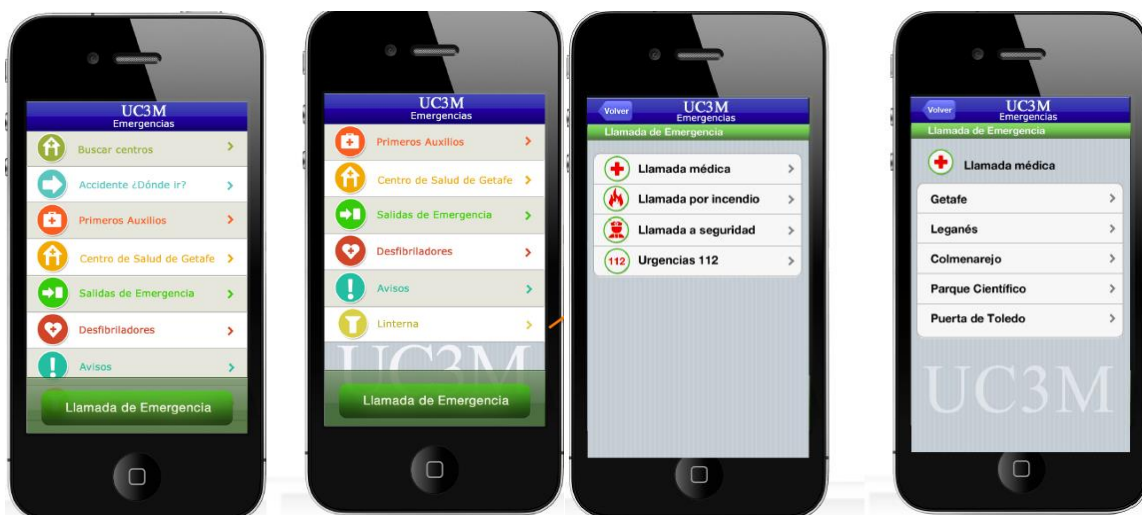 UC3M
Emergencias
Buscar centros
Accidente ¿Dónde ir?
Primeros Auxilios
Centro de Salud de Getafe
Salidas de Emergencia
Desfibriladores
Avisos
Llamada de Emergencia
UC3M
Emergencias
Primeros Auxilios
Centro de Salud de Getafe
Salidas de Emergencia
Desfibriladores
Avisos
Linterna
UC3M
Llamada de Emergencia
Volver
UC3M
Emergencias
Llamada de Emergencia
Llamada médica
Llamada por incendio
Llamada a seguridad
112 Urgencias 112
Volver
UC3M
Emergencias
Llamada de Emergencia
Llamada médica
Getafe
Leganés
Colmenarejo
Parque Científico
Puerta de Toledo
UC3M